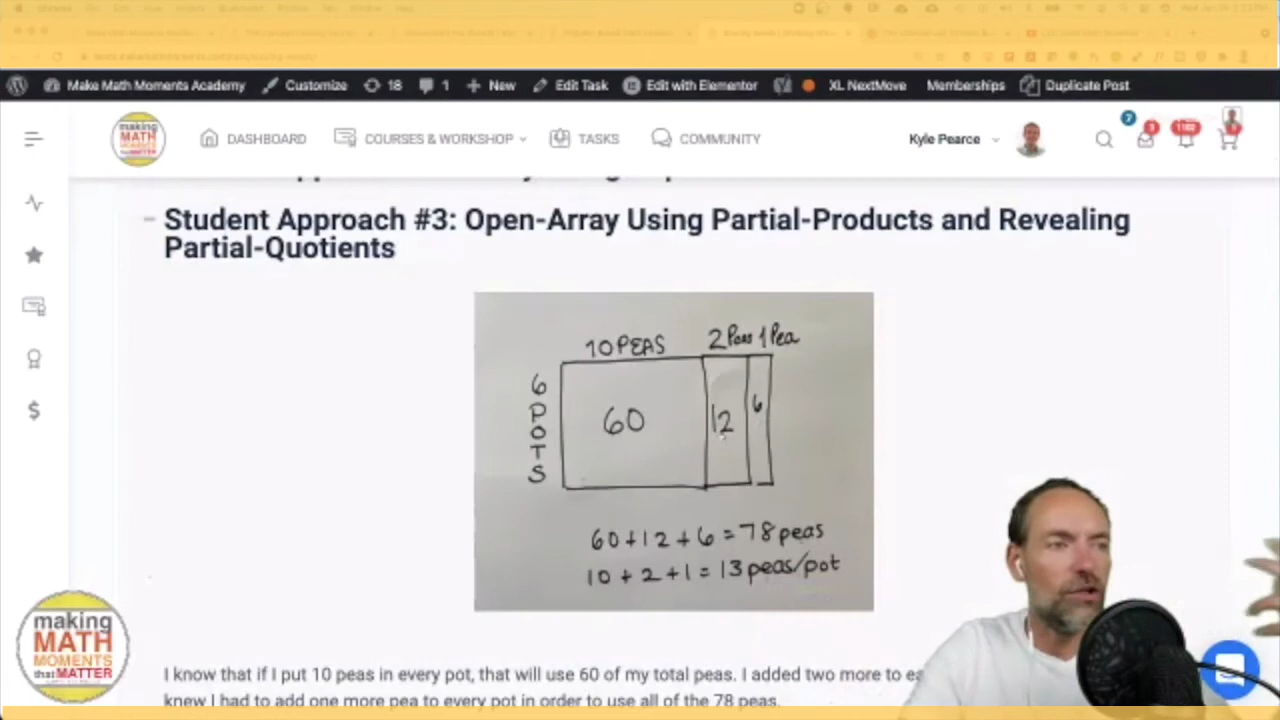 Make Math Moments Academy Customize 18 1 New Edit Task Edit with Elementor XL NextMove Memberships Duplicate Post
making MATH MOMENTS that MATTER
DASHBOARD COURSES & WORKSHOP TASKS COMMUNITY Kyle Pearce
Student Approach #3: Open-Array Using Partial-Products and Revealing
Partial-Quotients
10 PEAS 2 Peas 1 Pea
6 POTS
60 12 6
60+12+6=78 peas
10+2+1=13 peas/pot
making
MATH
MOMENTS
that MATTER
I know that if I put 10 peas in every pot, that will use 60 of my total peas. I added two more to ea
knew I had to add one more pea to every pot in order to use all of the 78 peas.